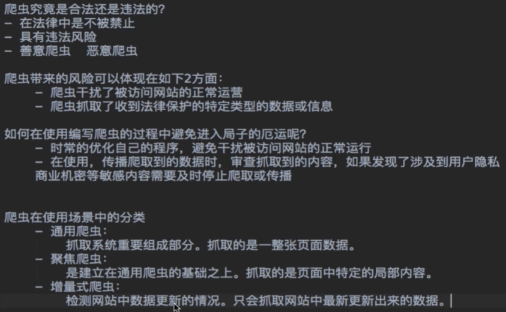 爬虫究竟是合法还是违法的?
- 在法律中是不被禁止
- 具有违法风险
- 善意爬虫 恶意爬虫
爬虫带来的风险可以体现在如下2方面:
- 爬虫干扰了被访问网站的正常运营
- 爬虫抓取了收到法律保护的特定类型的数据或信息
如何在使用编写爬虫的过程中避免进入局子的厄运呢?
- 时常的优化自己的程序,避免干扰被访问网站的正常运行
- 在使用,传播爬取到的数据时,审查抓取到的内容,如果发现了涉及到用户隐私
商业机密等敏感内容需要及时停止爬取或传播
爬虫在使用场景中的分类
- 通用爬虫:
抓取系统重要组成部分。抓取的是一整张页面数据。
- 聚焦爬虫:
是建立在通用爬虫的基础之上。抓取的是页面中特定的局部内容。
- 增量式爬虫:
检测网站中数据更新的情况。只会抓取网站中最新更新出来的数据。